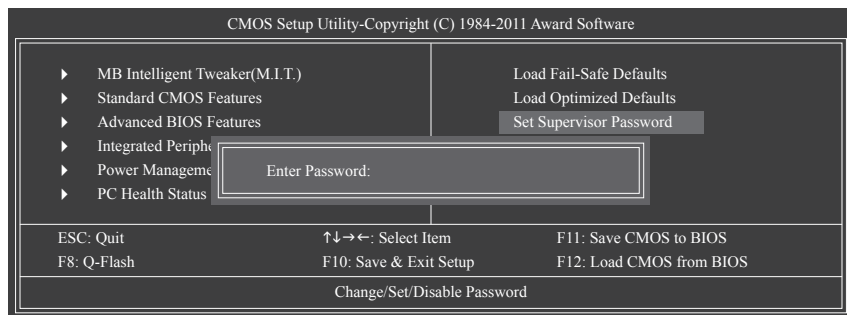 CMOS Setup Utility-Copyright (C) 1984-2011 Award Software
MB Intelligent Tweaker(M.I.T.)
Standard CMOS Features
Advanced BIOS Features
Integrated Periphe
Power Manageme
PC Health Status
Load Fail-Safe Defaults
Load Optimized Defaults
Set Supervisor Password
Enter Password:
ESC: Quit ↑↓→←: Select Item F11: Save CMOS to BIOS
F8: Q-Flash F10: Save & Exit Setup F12: Load CMOS from BIOS
Change/Set/Disable Password